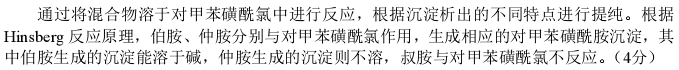 通过将混合物溶于对甲苯磺酰氯中进行反应，根据沉淀析出的不同特点进行提纯。根据
Hinsberg 反应原理，伯胺、仲胺分别与对甲苯磺酰氯作用，生成相应的对甲苯磺酰胺沉淀，其
中伯胺生成的沉淀能溶于碱，仲胺生成的沉淀则不溶，叔胺与对甲苯磺酰氯不反应。（4分）